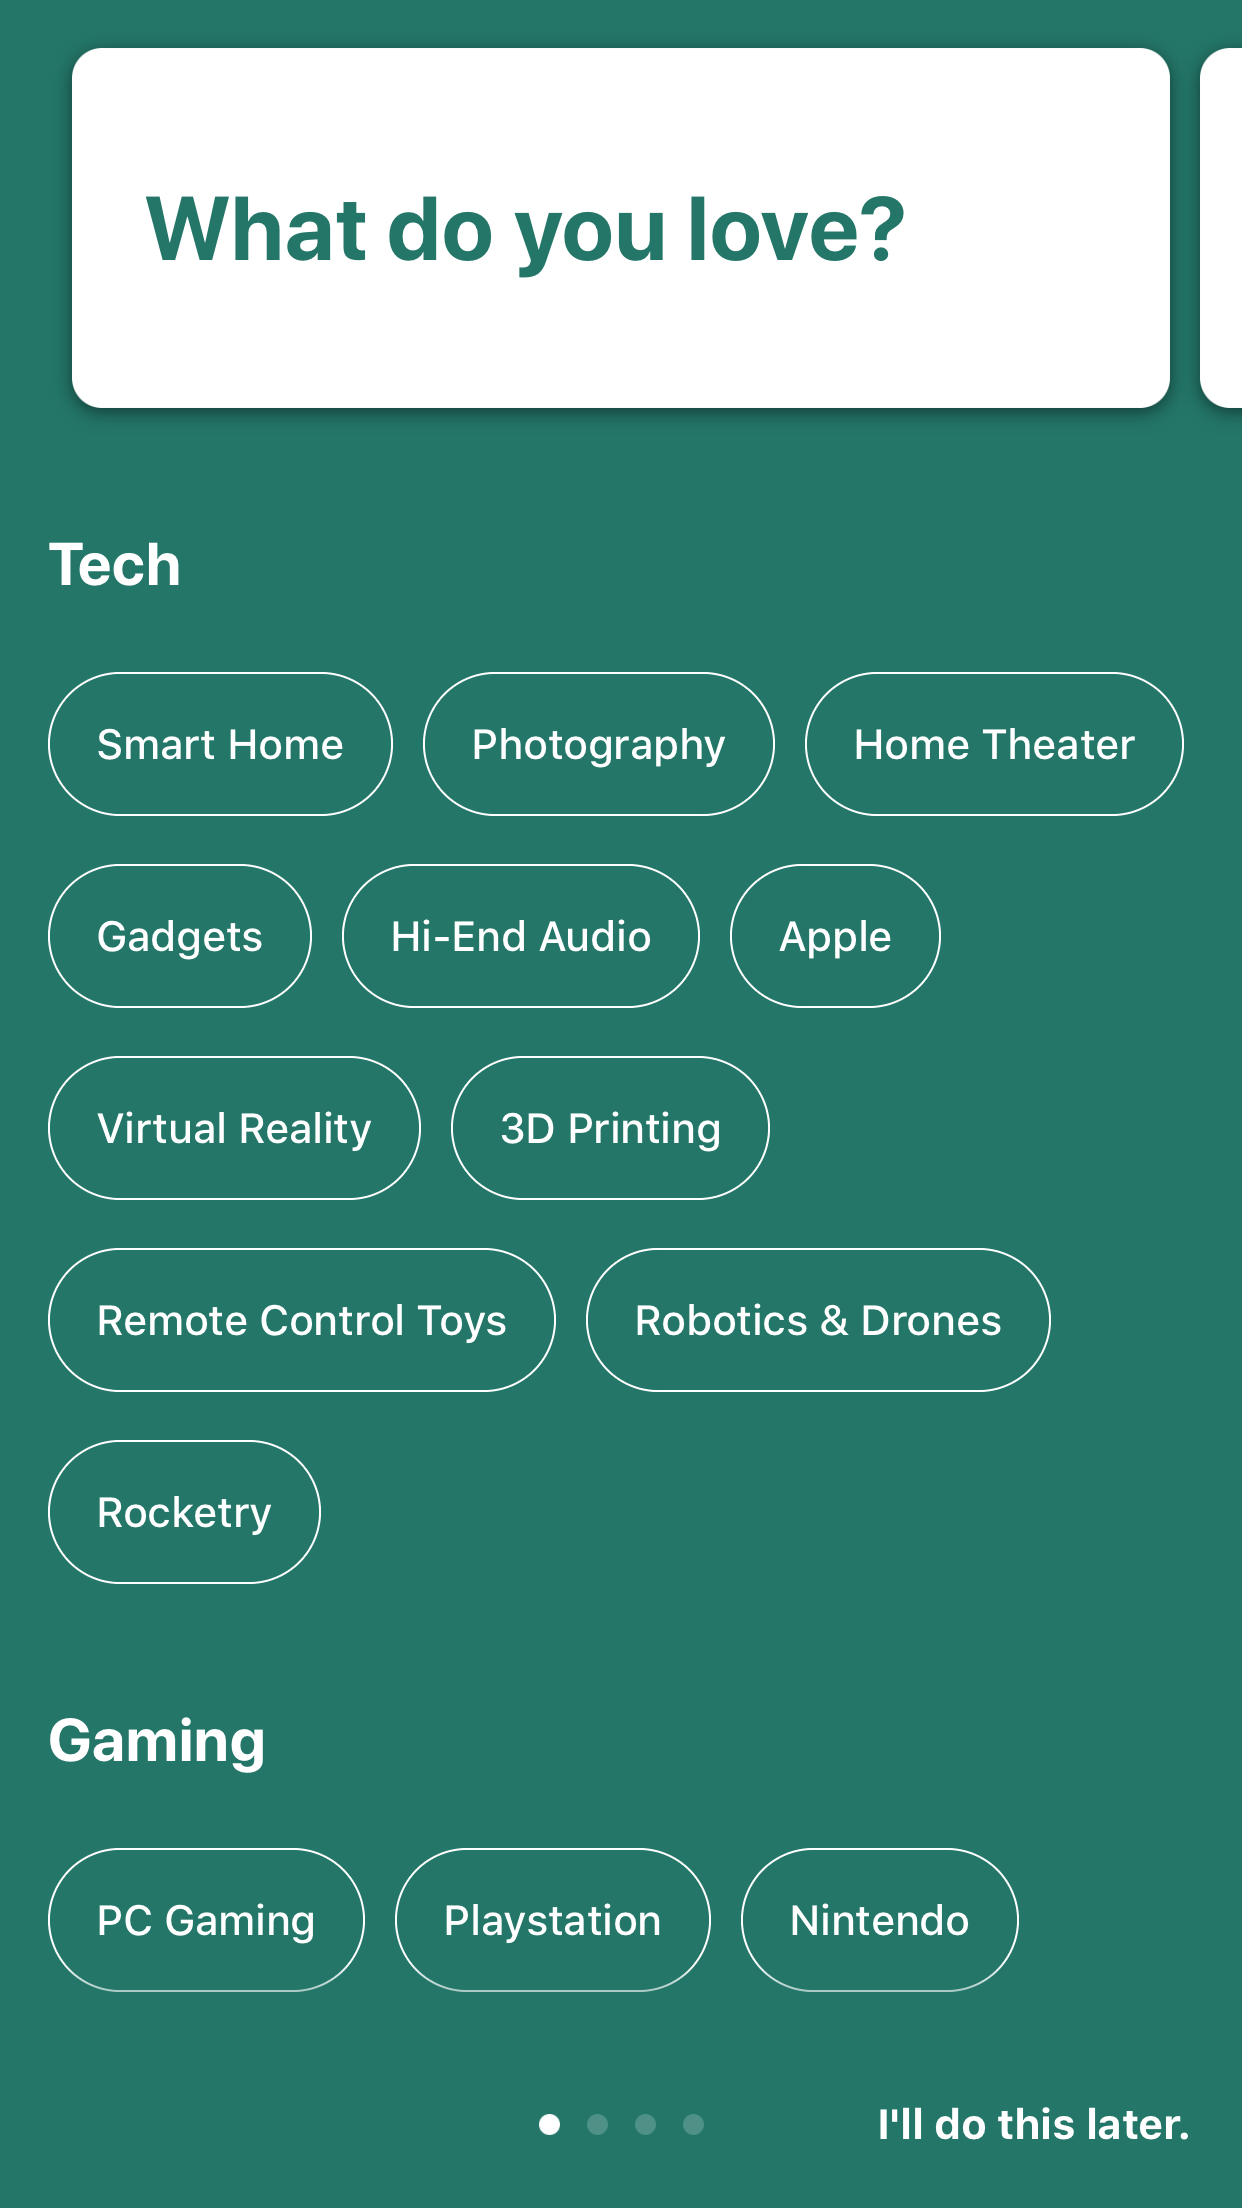 What do you love?
Tech
Smart Home
Photography
Home Theater
Gadgets
Hi-End Audio
Apple
Virtual Reality
3D Printing
Remote Control Toys
Robotics & Drones
Rocketry
Gaming
PC Gaming
Playstation
Nintendo
I'll do this later.